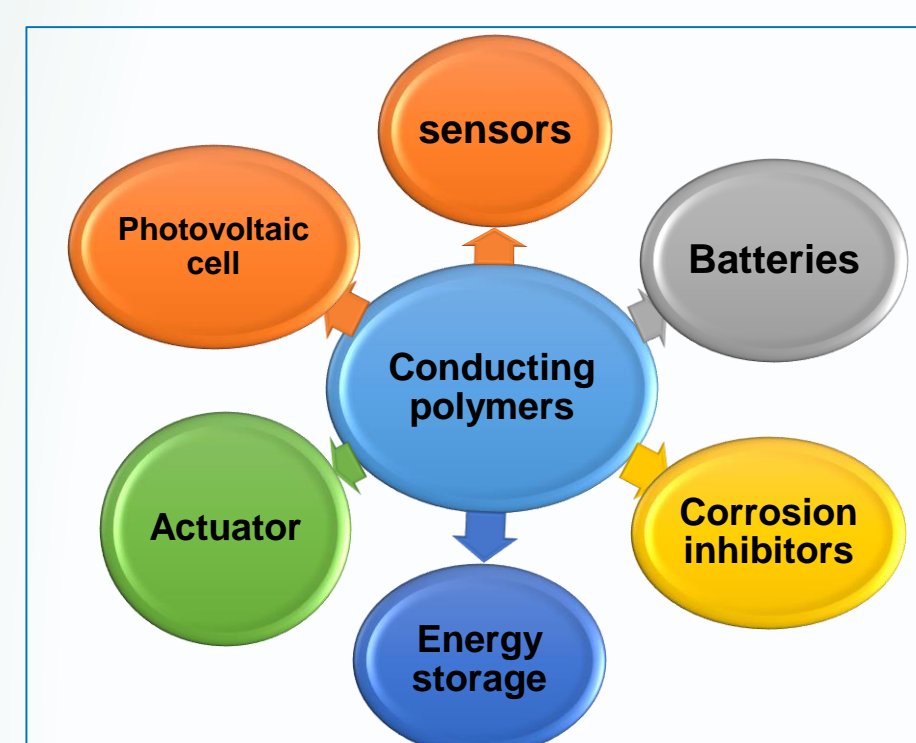 sensors
Photovoltaic
cell
Batteries
Conducting
polymers
Actuator
Corrosion
inhibitors
Energy
storage